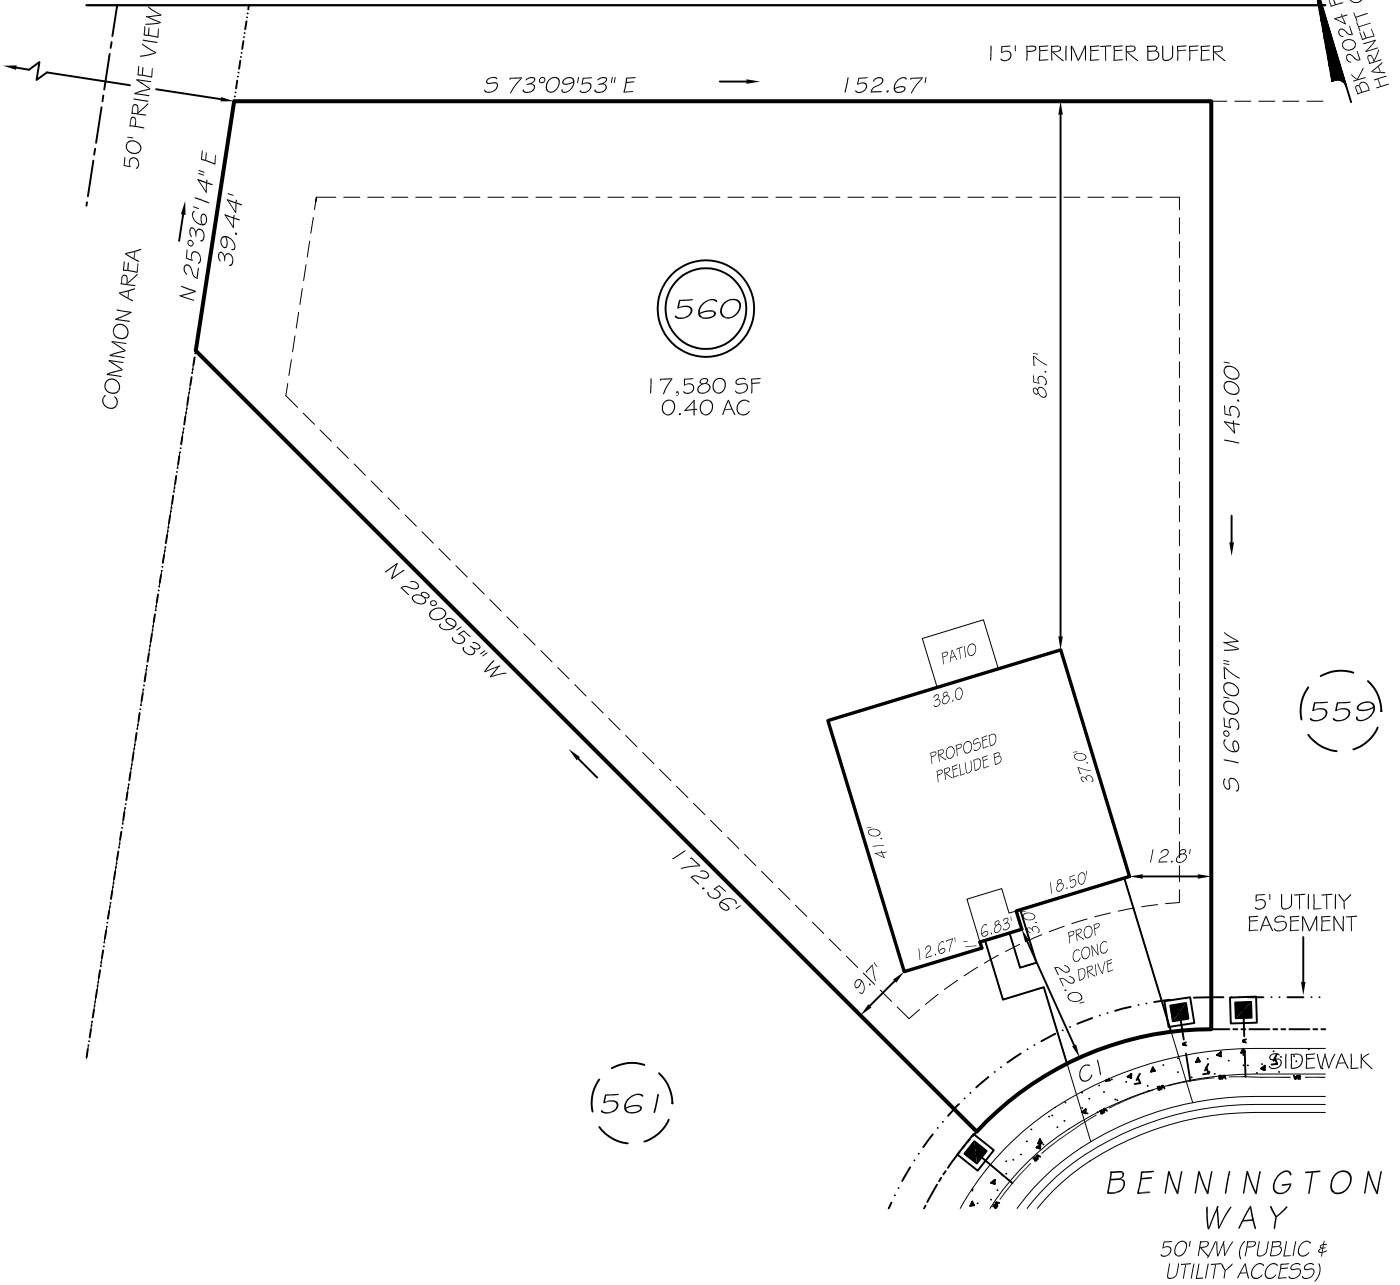 50' PRIME VIEW
15' PERIMETER BUFFER
BK 2024
HARNETT
S 73°09'53" E
152.67'
N 25°36'14" E
39.44'
COMMON AREA
560
17,580 SF
0.40 AC
85.7'
145.00'
S 16°50'07" W
559
N 28°09'53" W
172.56'
PATIO
38.0
PROPOSED
PRELUDE B
37.0'
41.0'
12.8'
18.50'
6.83'
12.67'
3.0'
9.7'
PROP
CONC
DRIVE
22.0'
5' UTILTIY
EASEMENT
C1
SIDEWALK
561
BENNINGTON
WAY
50' R/W (PUBLIC &
UTILITY ACCESS)